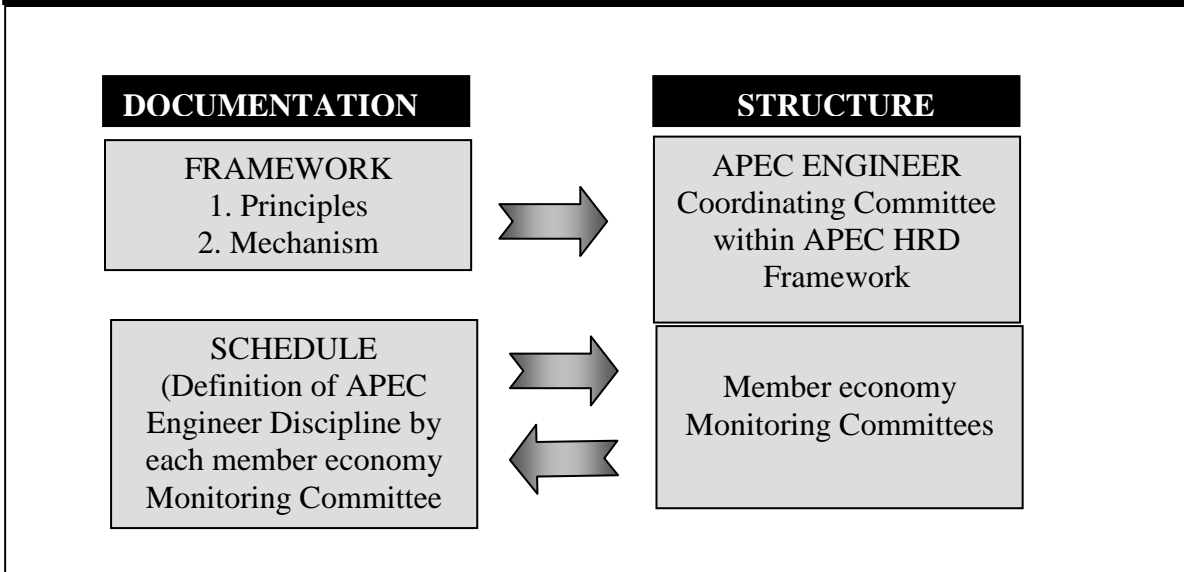 DOCUMENTATION
FRAMEWORK
1. Principles
2. Mechanism
SCHEDULE
(Definition of APEC
Engineer Discipline by
each member economy
Monitoring Committee
STRUCTURE
APEC ENGINEER
Coordinating Committee
within APEC HRD
Framework
Member economy
Monitoring Committees